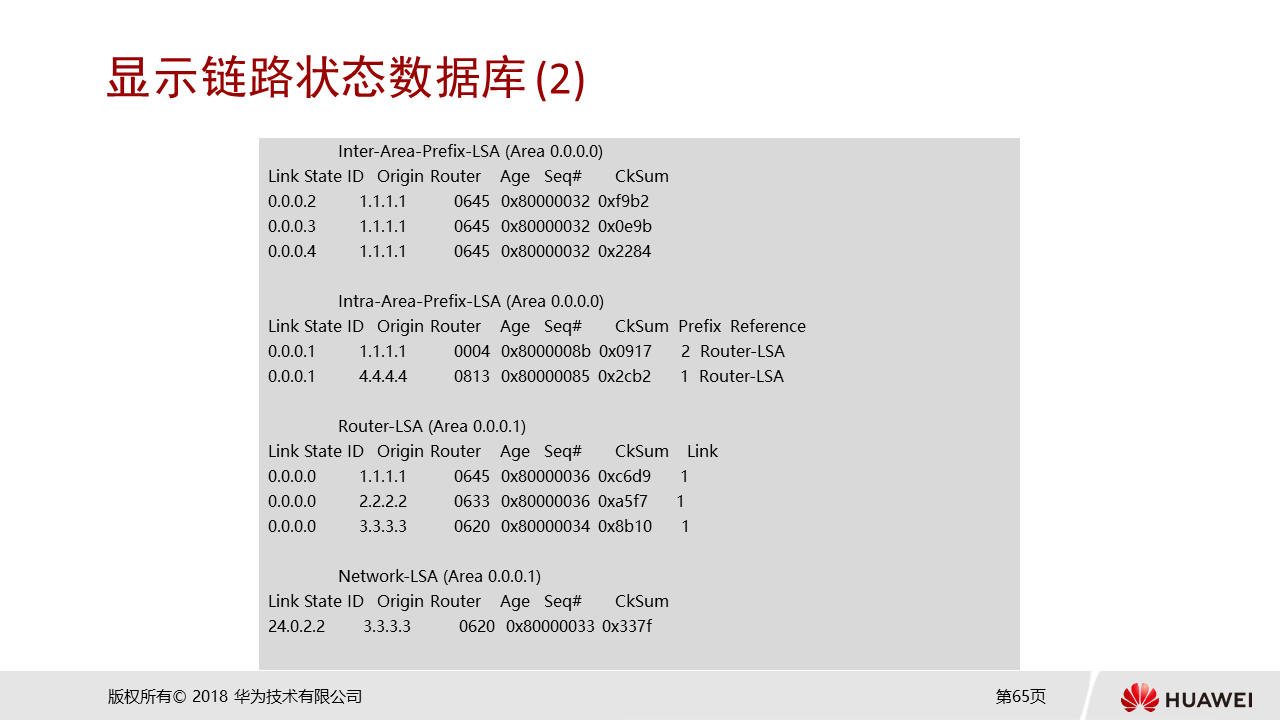 显示链路状态数据库 (2)
Inter-Area-Prefix-LSA (Area 0.0.0.0)
Link State ID Origin Router Age Seq# CkSum
0.0.0.2 1.1.1.1 0645 0x80000032 0xf9b2
0.0.0.3 1.1.1.1 0645 0x80000032 0x0e9b
0.0.0.4 1.1.1.1 0645 0x80000032 0x2284
Intra-Area-Prefix-LSA (Area 0.0.0.0)
Link State ID Origin Router Age Seq# CkSum Prefix Reference
0.0.0.1 1.1.1.1 0004 0x8000008b 0x0917 2 Router-LSA
0.0.0.1 4.4.4.4 0813 0x80000085 0x2cb2 1 Router-LSA
Router-LSA (Area 0.0.0.1)
Link State ID Origin Router Age Seq# CkSum Link
0.0.0.0 1.1.1.1 0645 0x80000036 0xc6d9 1
0.0.0.0 2.2.2.2 0633 0x80000036 0xa5f7 1
0.0.0.0 3.3.3.3 0620 0x80000034 0x8b10 1
Network-LSA (Area 0.0.0.1)
Link State ID Origin Router Age Seq# CkSum
24.0.2.2 3.3.3.3 0620 0x80000033 0x337f
版权所有© 2018 华为技术有限公司
第65页
HUAWEI